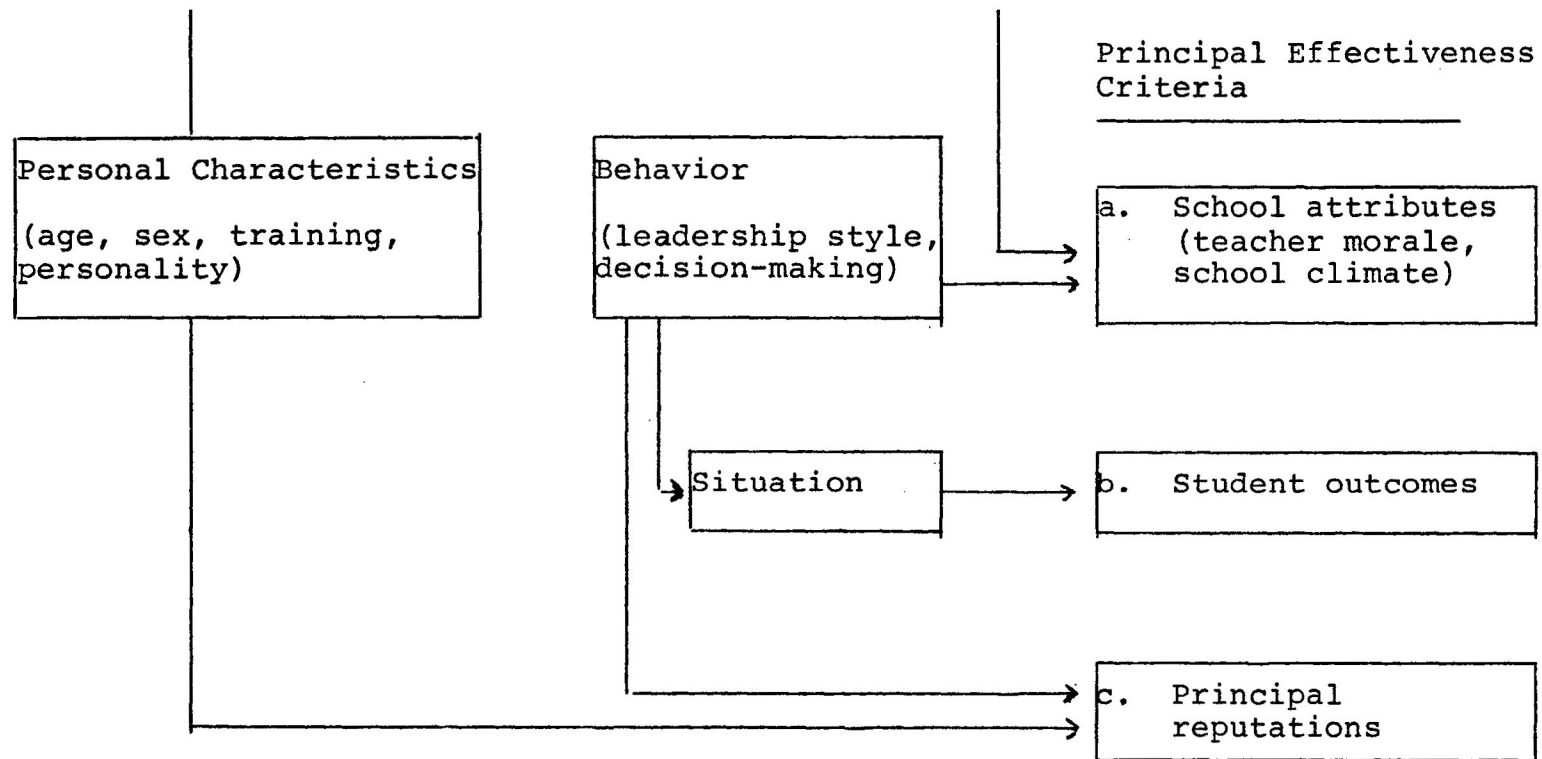 Principal Effectiveness
Criteria
Personal Characteristics
(age, sex, training,
personality)
Behavior
(leadership style,
decision-making)
a. School attributes
(teacher morale,
school climate)
Situation
b. Student outcomes
c. Principal
reputations